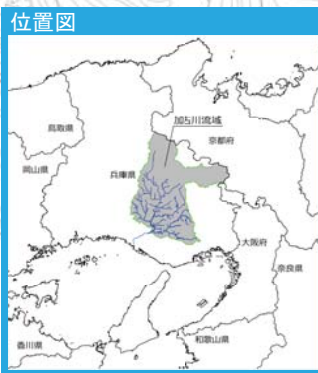 位置図
鳥取県
加古川流域
京都府
岡山県
兵庫県
大阪府
奈良県
香川県
和歌山県